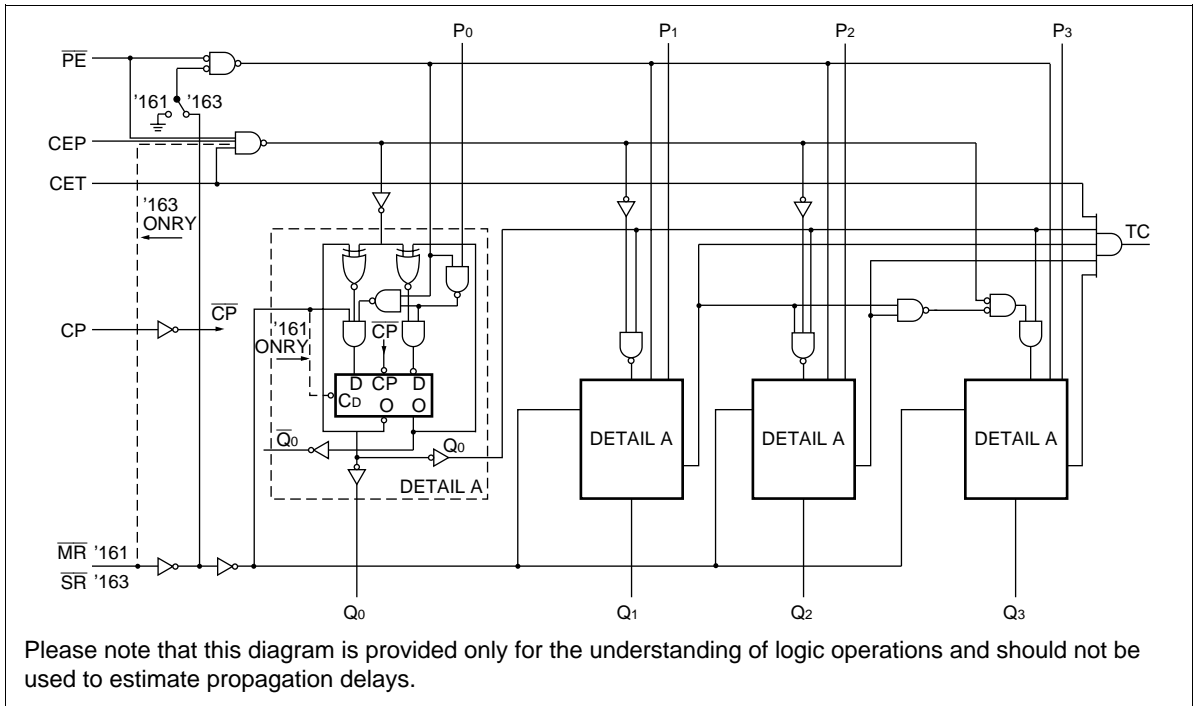 P0 P1 P2 P3
PE
'161 '163
CEP
CET
'163
ONRY
TC
CP CP
'161
ONRY
CP
D CP D
CD O O
Q0 Q0
DETAIL A
DETAIL A
DETAIL A
DETAIL A
MR '161
SR '163
Q0 Q1 Q2 Q3
Please note that this diagram is provided only for the understanding of logic operations and should not be
used to estimate propagation delays.